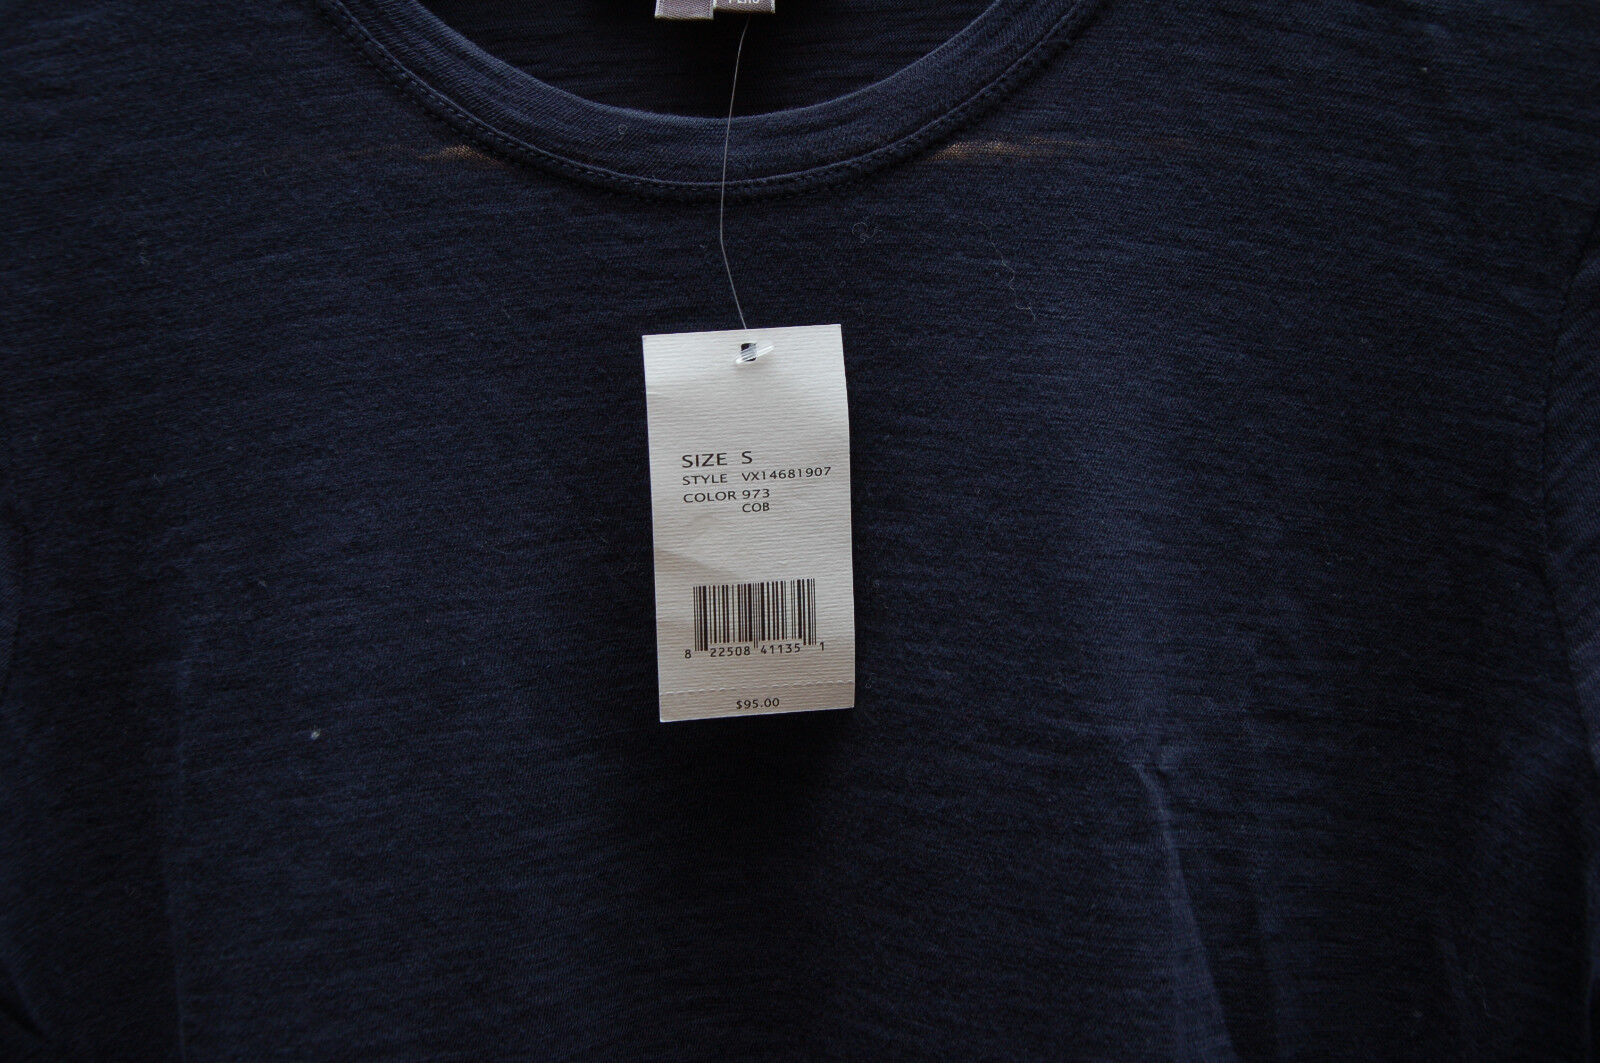 SIZE S
STYLE VX14681907
COLOR 973
COB
8 22508 41135 1
$95.00